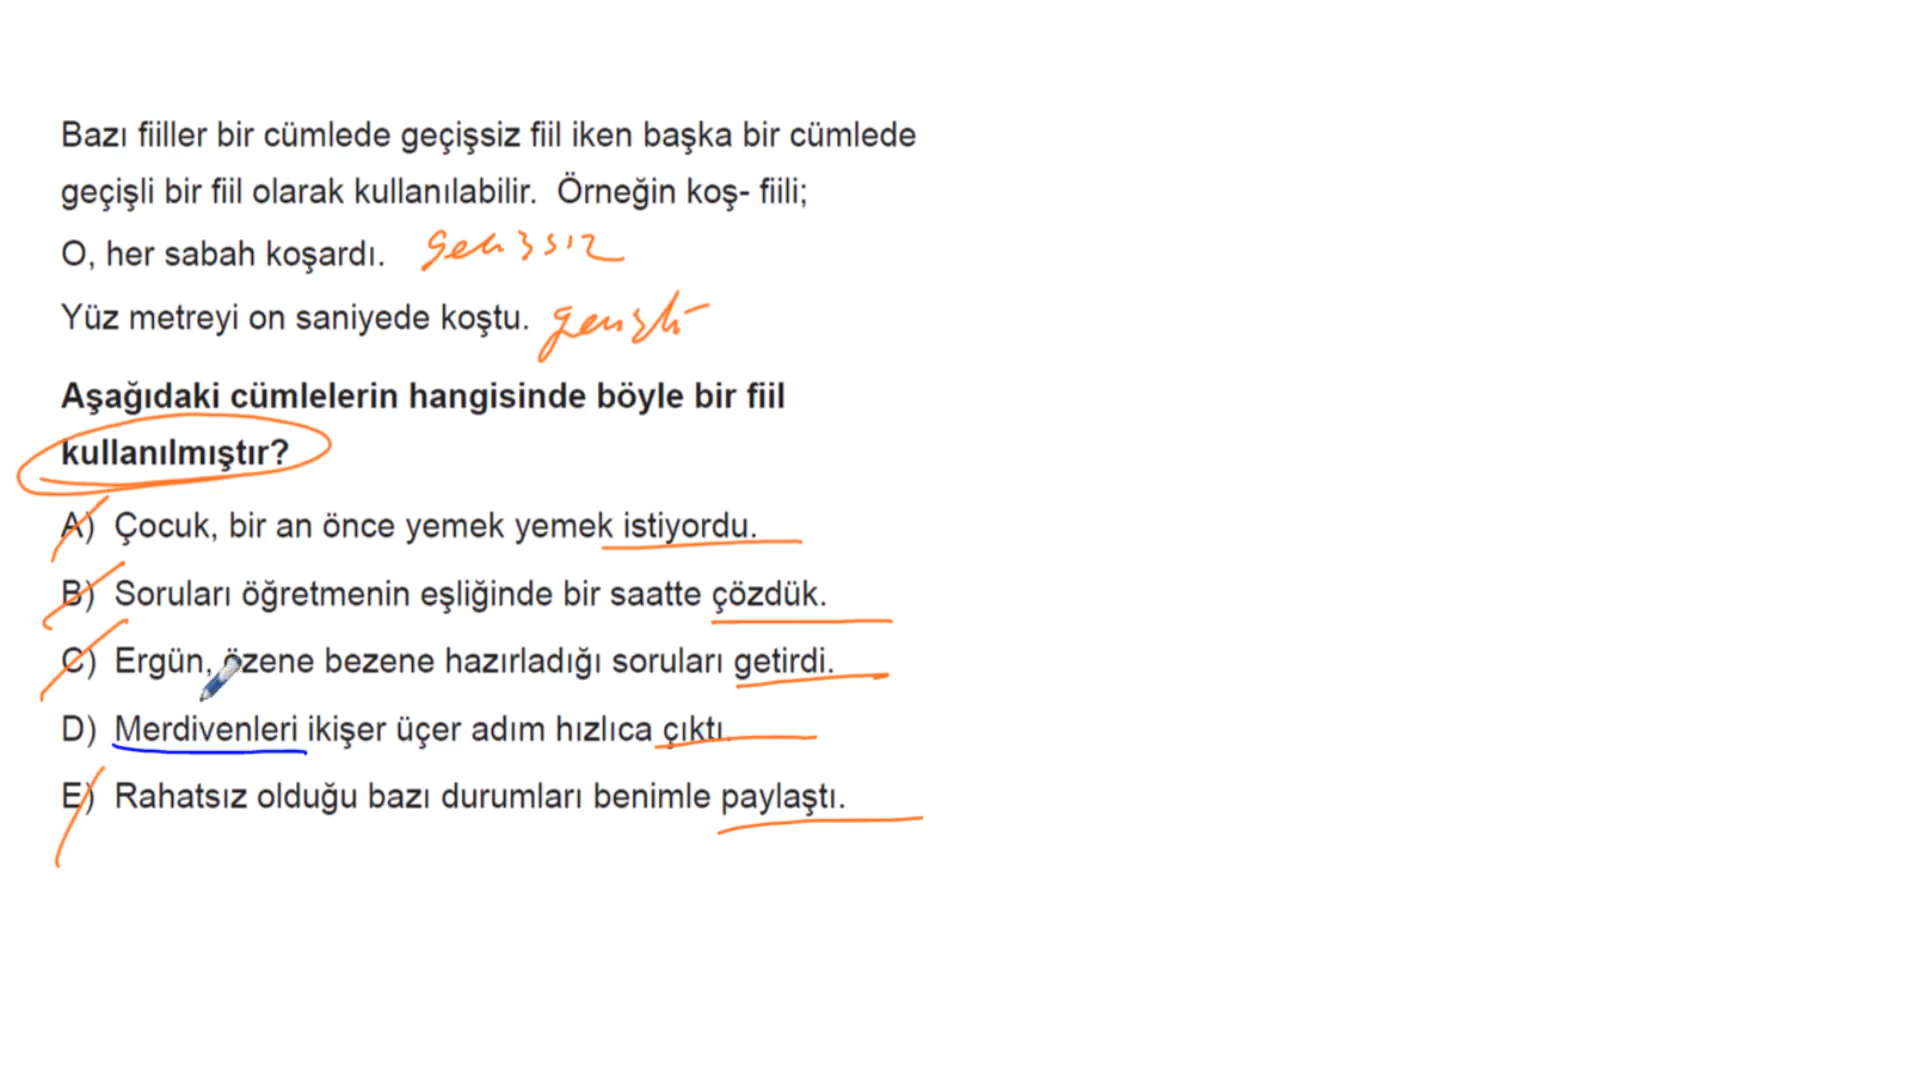 Bazı fiiller bir cümlede geçişsiz fiil iken başka bir cümlede
geçişli bir fiil olarak kullanılabilir. Örneğin koş- fiili;
O, her sabah koşardı. geçişsiz
Yüz metreyi on saniyede koştu. geçişli
Aşağıdaki cümlelerin hangisinde böyle bir fiil
kullanılmıştır?
A) Çocuk, bir an önce yemek yemek istiyordu.
B) Soruları öğretmenin eşliğinde bir saatte çözdük.
C) Ergün, özene bezene hazırladığı soruları getirdi.
D) Merdivenleri ikişer üçer adım hızlıca çıktı.
E) Rahatsız olduğu bazı durumları benimle paylaştı.